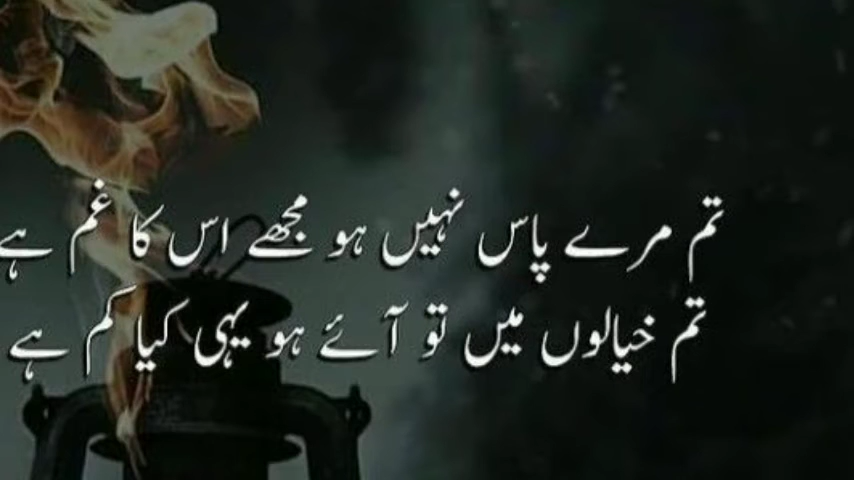 تم مرے پاس نہیں ہو مجھے اس کا غم ہے
تم خیالوں میں تو آئے ہو یہی کیا کم ہے